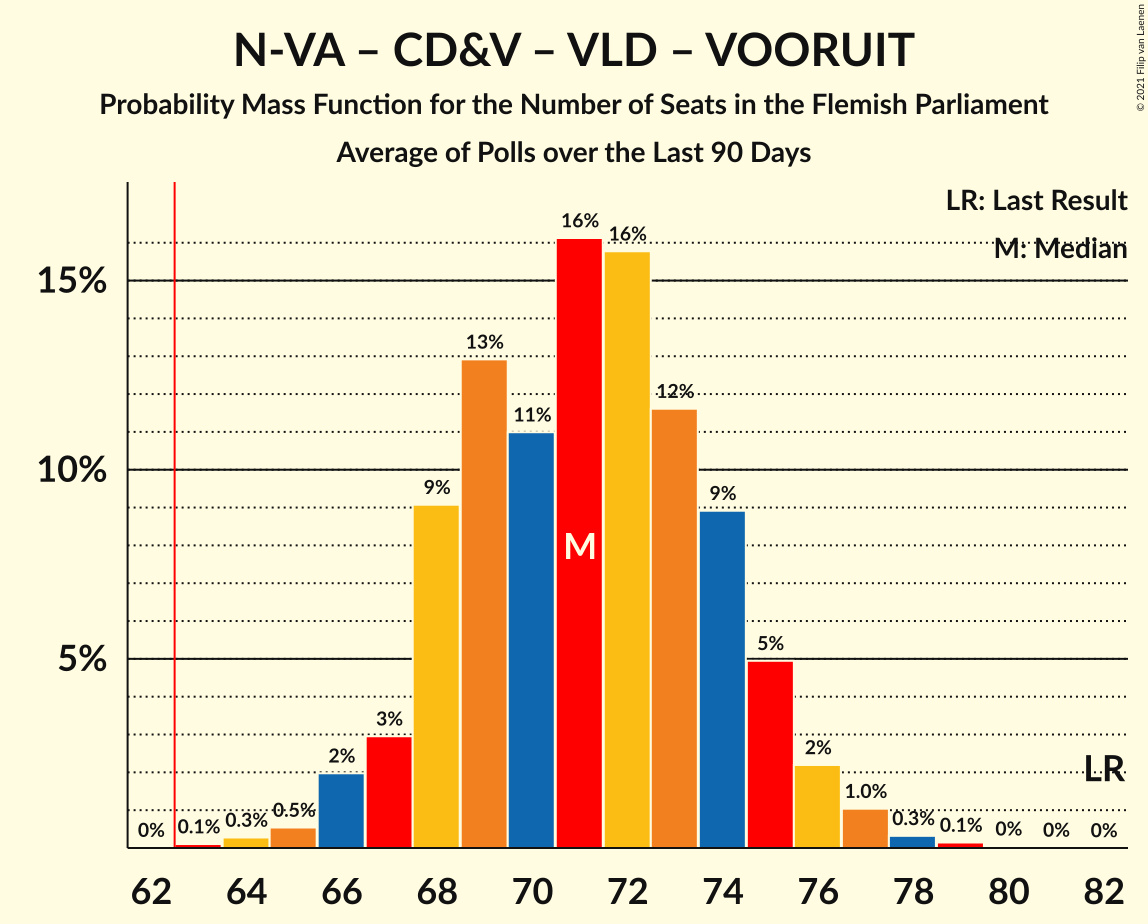 N-VA – CD&V – VLD – VOORUIT
Probability Mass Function for the Number of Seats in the Flemish Parliament
Average of Polls over the Last 90 Days
© 2021 Filip van Laenen
LR: Last Result
M: Median
15%
10%
5%
0%
0.1%
0.3%
0.5%
2%
3%
9%
13%
11%
16%
16%
12%
9%
5%
2%
1.0%
0.3%
0.1%
0%
0%
0%
M
LR
62 64 66 68 70 72 74 76 78 80 82